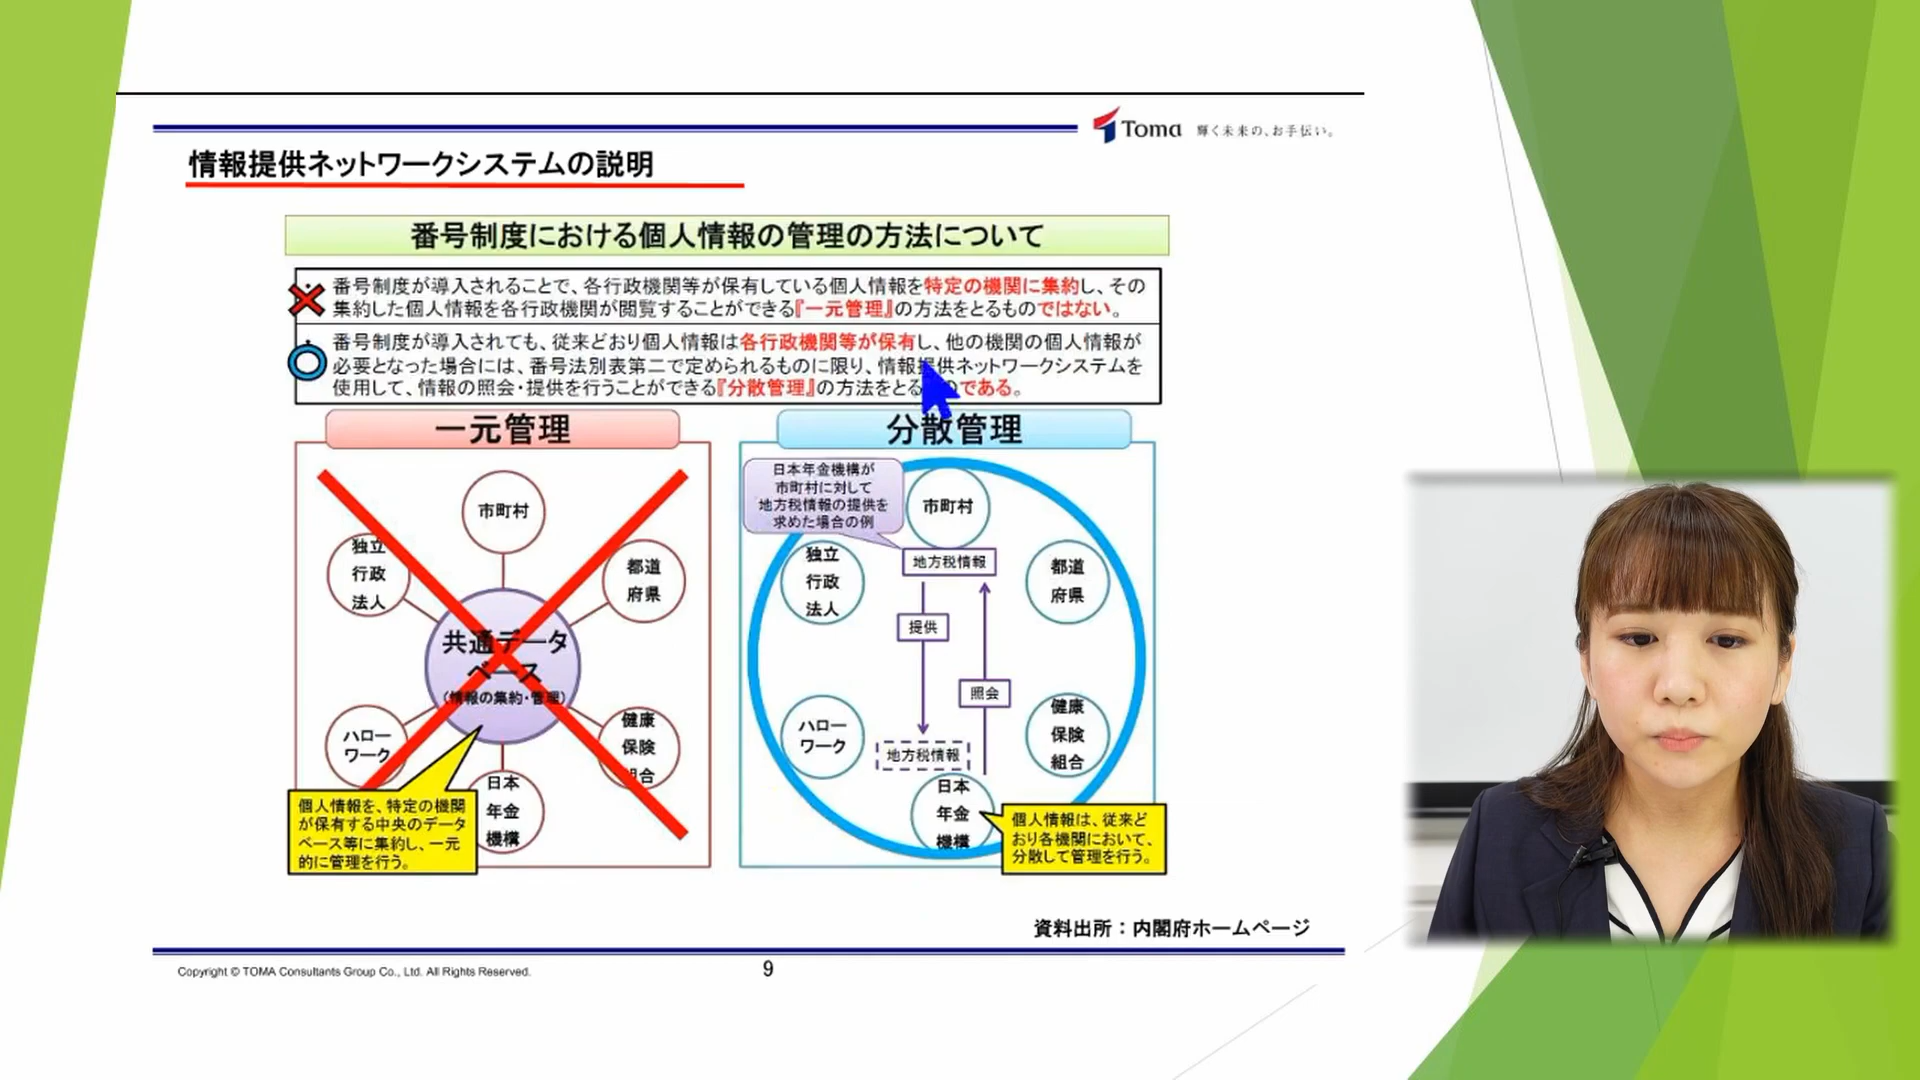 Toma 輝く未来の、お手伝い。
情報提供ネットワークシステムの説明
番号制度における個人情報の管理の方法について
番号制度が導入されることで、各行政機関等が保有している個人情報を特定の機関に集約し、その
集約した個人情報を各行政機関が閲覧することができる『一元管理』の方法をとるものではない。
番号制度が導入されても、従来どおり個人情報は各行政機関等が保有し、他の機関の個人情報が
必要となった場合には、番号法別表第二で定められるものに限り、情報提供ネットワークシステムを
使用して、情報の照会・提供を行うことができる『分散管理』の方法をとるものである。
一元管理
市町村
独立
行政
法人
都道
府県
共通データ
ベース
（情報の集約・管理）
ハロー
ワーク
健康
保険
組合
日本
年金
機構
個人情報を、特定の機関
が保有する中央のデータ
ベース等に集約し、一元
的に管理を行う。
分散管理
日本年金機構が
市町村に対して
地方税情報の提供を
求めた場合の例
市町村
地方税情報
独立
行政
法人
都道
府県
提供
照会
ハロー
ワーク
健康
保険
組合
地方税情報
日本
年金
機構
個人情報は、従来ど
おり各機関において、
分散して管理を行う。
資料出所：内閣府ホームページ
Copyright © TOMA Consultants Group Co., Ltd. All Rights Reserved.
9